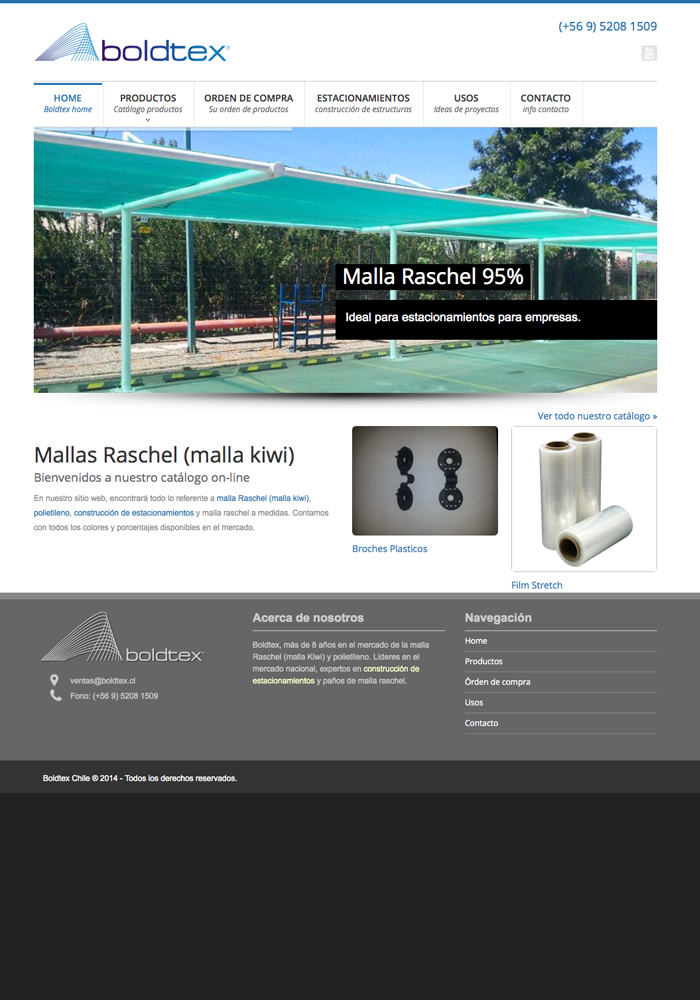 (+56 9) 5208 1509
boldtex®
HOME
Boldtex home
PRODUCTOS
Catálogo productos
ORDEN DE COMPRA
Su orden de productos
ESTACIONAMIENTOS
construcción de estructuras
USOS
Ideas de proyectos
CONTACTO
info contacto
Malla Raschel 95%
Ideal para estacionamientos para empresas.
Ver todo nuestro catálogo »
Mallas Raschel (malla kiwi)
Bienvenidos a nuestro catálogo on-line
En nuestro sitio web, encontrará todo lo referente a malla Raschel (malla kiwi),
polietileno, construcción de estacionamientos y malla raschel a medidas. Contamos
con todos los colores y porcentajes disponibles en el mercado.
Broches Plasticos
Film Stretch
boldtex®
ventas@boldtex.cl
Fono: (+56 9) 5208 1509
Acerca de nosotros
Boldtex, más de 8 años en el mercado de la malla
Raschel (malla Kiwi) y polietileno. Líderes en el
mercado nacional, expertos en construcción de
estacionamientos y paños de malla raschel.
Navegación
Home
Productos
Órden de compra
Usos
Contacto
Boldtex Chile ® 2014 - Todos los derechos reservados.